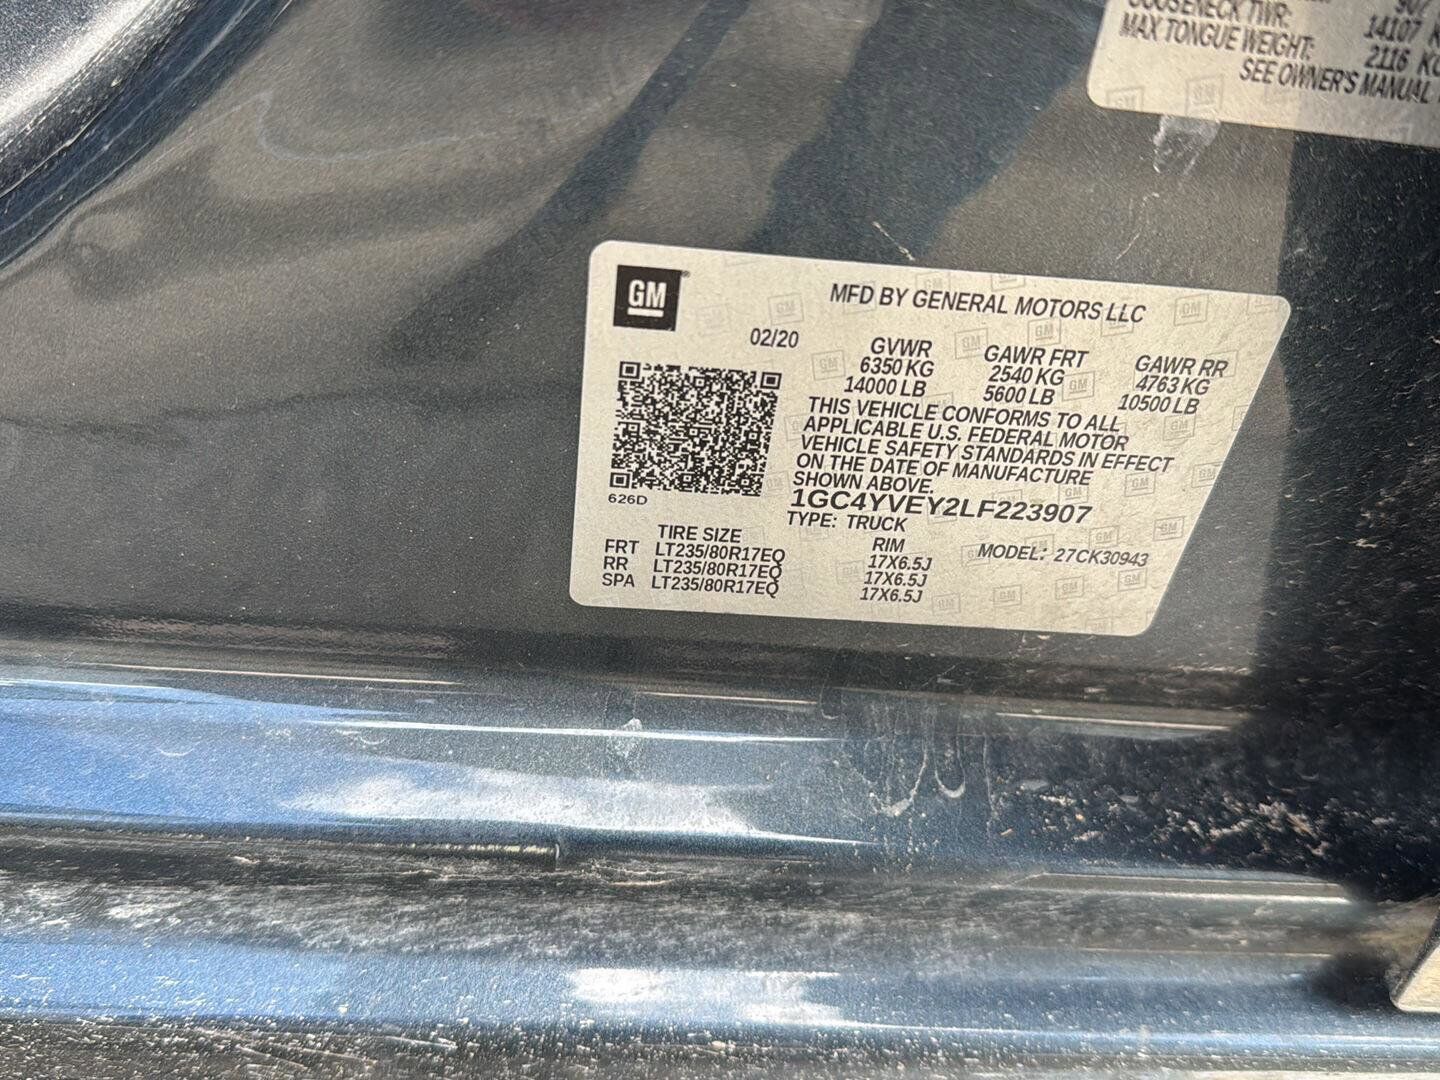 GOOSENECK TWR: 14107 K
MAX TONGUE WEIGHT: 2116 KG
SEE OWNER'S MANUAL
GM
MFD BY GENERAL MOTORS LLC
02/20
GVWR GAWR FRT GAWR RR
6350 KG 2540 KG 4763 KG
14000 LB 5600 LB 10500 LB
THIS VEHICLE CONFORMS TO ALL
APPLICABLE U.S. FEDERAL MOTOR
VEHICLE SAFETY STANDARDS IN EFFECT
ON THE DATE OF MANUFACTURE
SHOWN ABOVE.
626D
1GC4YVEY2LF223907
TYPE: TRUCK
MODEL: 27CK30943
TIRE SIZE RIM
FRT LT235/80R17EQ 17X6.5J
RR LT235/80R17EQ 17X6.5J
SPA LT235/80R17EQ 17X6.5J